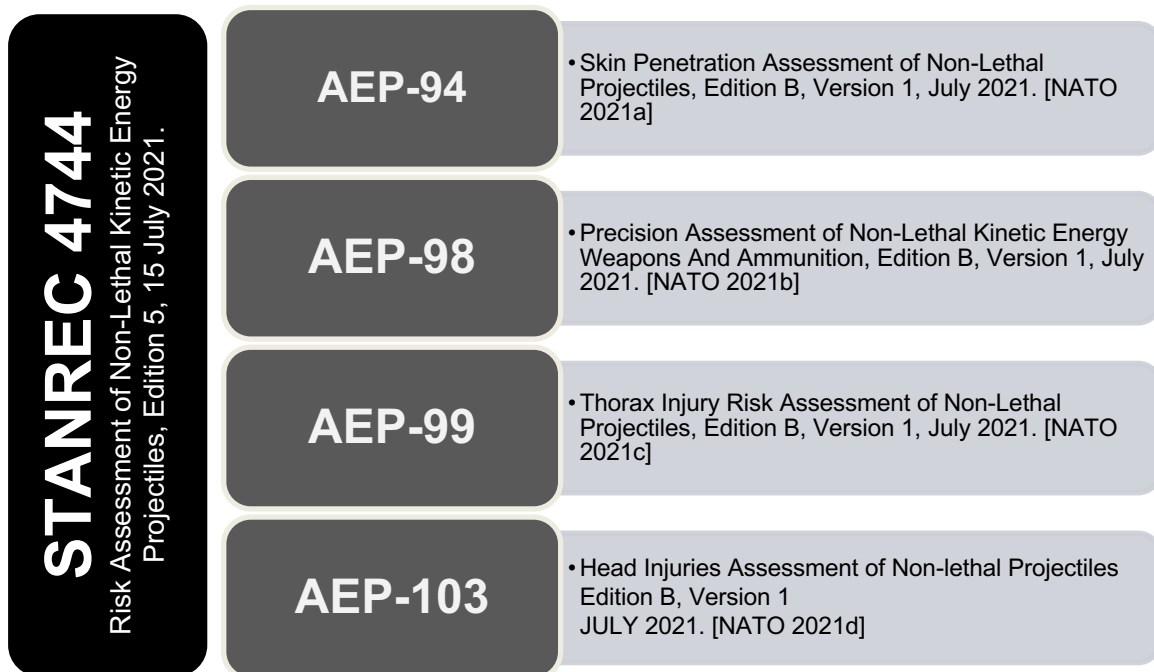 STANREC 4744
Risk Assessment of Non-Lethal Kinetic Energy
Projectiles, Edition 5, 15 July 2021.
AEP-94
• Skin Penetration Assessment of Non-Lethal
Projectiles, Edition B, Version 1, July 2021. [NATO
2021a]
AEP-98
• Precision Assessment of Non-Lethal Kinetic Energy
Weapons And Ammunition, Edition B, Version 1, July
2021. [NATO 2021b]
AEP-99
• Thorax Injury Risk Assessment of Non-Lethal
Projectiles, Edition B, Version 1, July 2021. [NATO
2021c]
AEP-103
• Head Injuries Assessment of Non-lethal Projectiles
Edition B, Version 1
JULY 2021. [NATO 2021d]